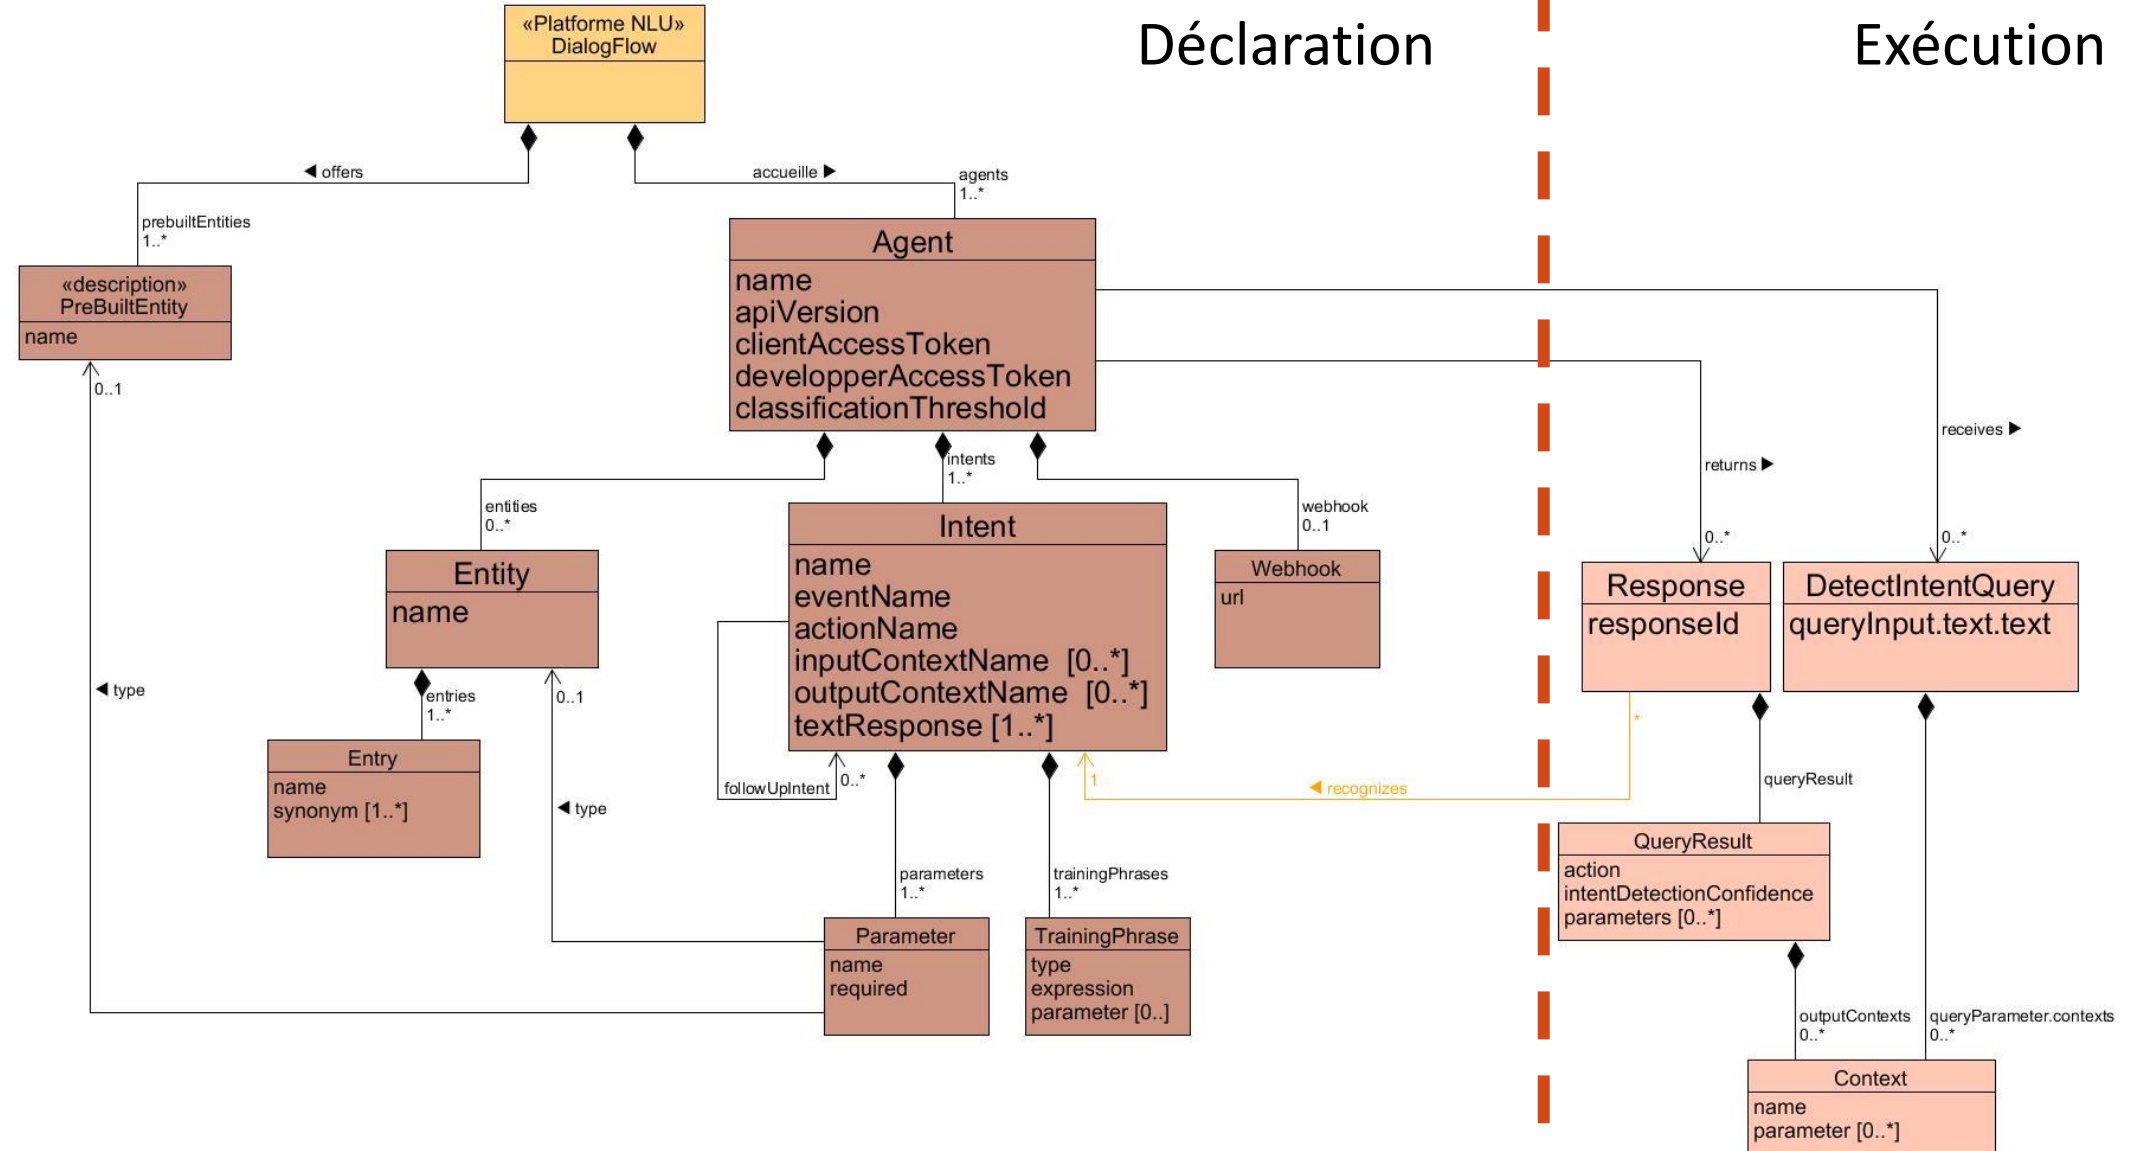 Déclaration
Exécution
«Platforme NLU»
DialogFlow
◀ offers
accueille ▶
agents
1..*
prebuiltEntities
1..*
«description»
PreBuiltEntity
name
0..1
Agent
name
apiVersion
clientAccessToken
developperAccessToken
classificationThreshold
receives ▶
returns ▶
intents
1..*
entities
0..*
webhook
0..1
0..*
0..*
Entity
name
Intent
name
eventName
actionName
inputContextName [0..*]
outputContextName [0..*]
textResponse [1..*]
Webhook
url
Response
responseId
DetectIntentQuery
queryInput.text.text
◀ type
entries
1..*
0..1
*
Entry
name
synonym [1..*]
followUpIntent
0..*
1
◀ recognizes
queryResult
◀ type
QueryResult
action
intentDetectionConfidence
parameters [0..*]
parameters
1..*
trainingPhrases
1..*
Parameter
name
required
TrainingPhrase
type
expression
parameter [0..]
outputContexts
0..*
queryParameter.contexts
0..*
Context
name
parameter [0..*]